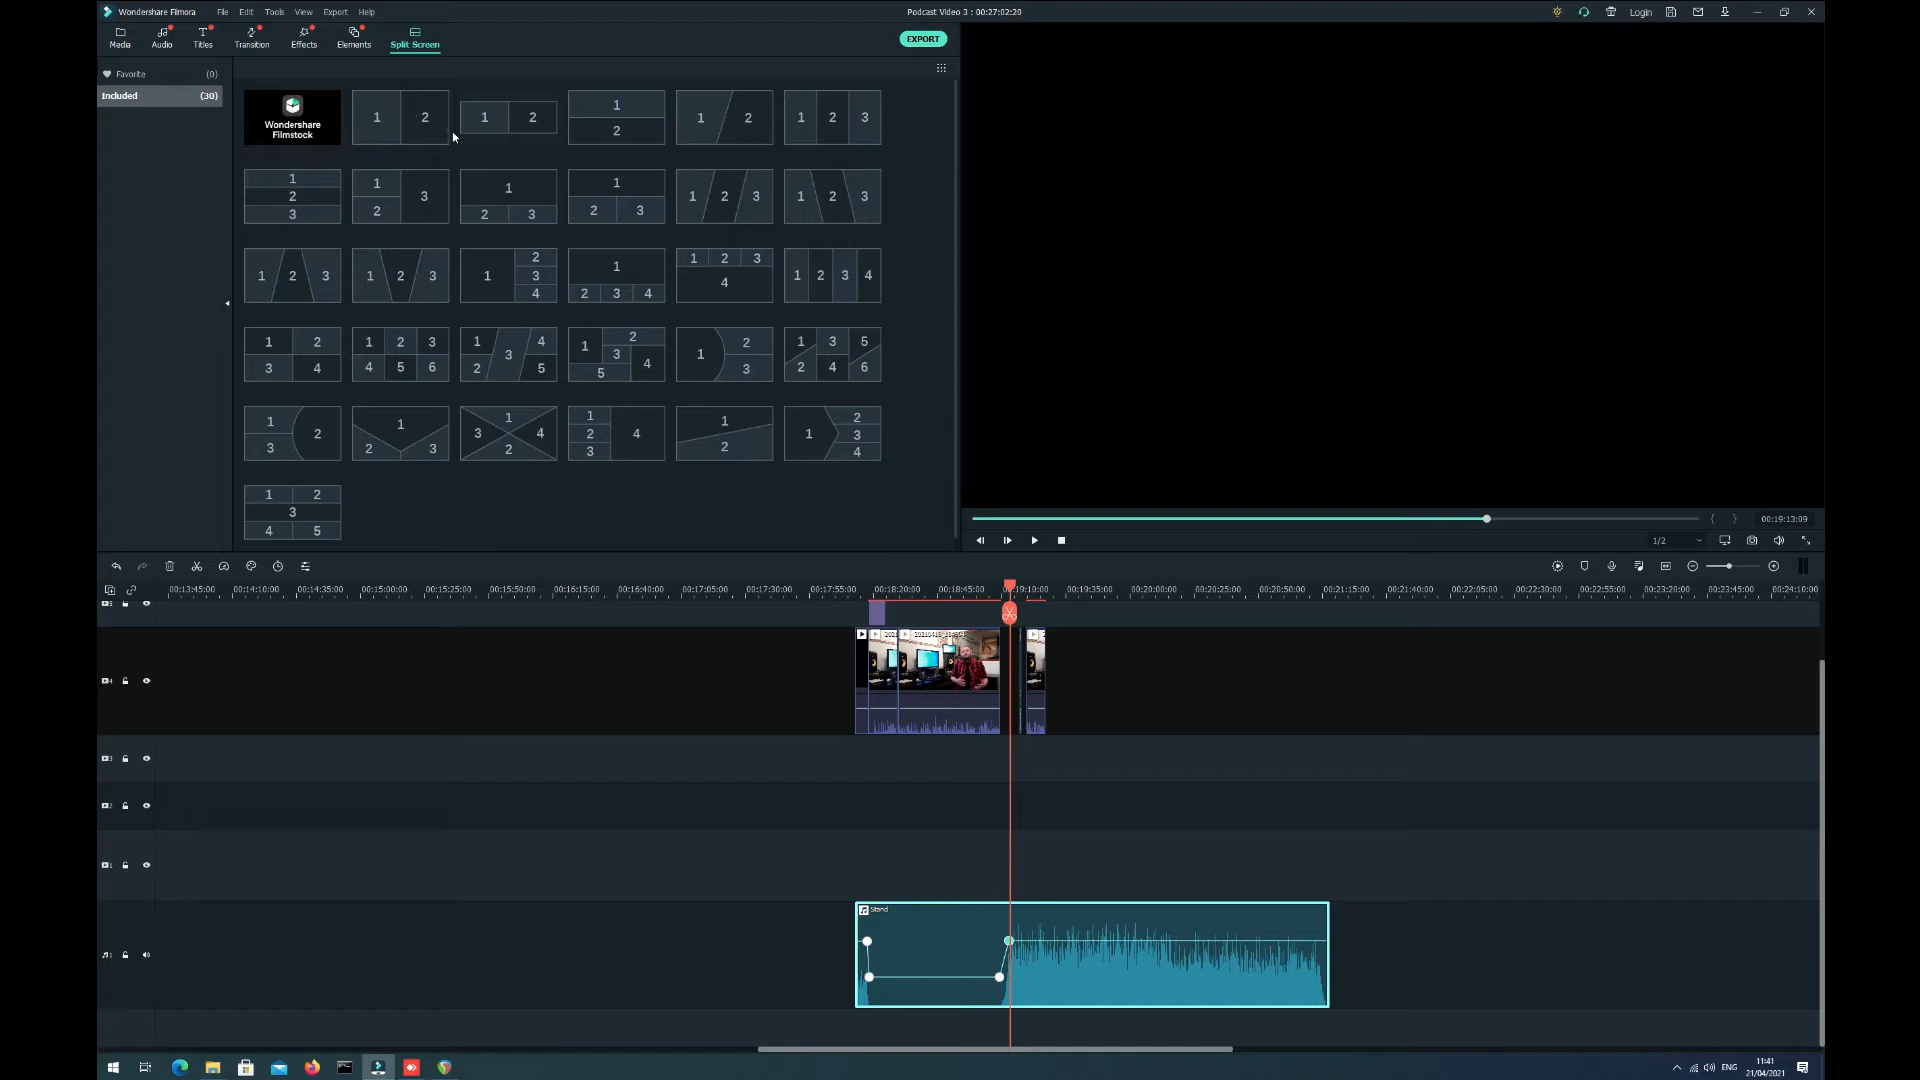 Wondershare Filmora File Edit Tools View Export Help Podcast Video 3 : 00:27:02:20 Login
Media Audio Titles Transition Effects Elements Split Screen EXPORT
Favorite (0)
Included (30)
Wondershare
Filmstock
1 2
1 2
1
2
1 2
1 2 3
1
2
3
1
2
3
1
2 3
1
2 3
1 2 3
1 2 3
1 2 3
1 2 3
1
2
3
4
1
2 3 4
1 2 3
4
1 2 3 4
1 2
3 4
1 2 3
4 5 6
1 4
3
2 5
2
1 3 4
5
1 2
3
1 3 5
2 4 6
1
2
3
1
2 3
1
3 4
2
1
2 4
3
1
2
2
1 3
4
1 2
3
4 5
00:19:13:09
1/2
00:13:45:00 00:14:10:00 00:14:35:00 00:15:00:00 00:15:25:00 00:15:50:00 00:16:15:00 00:16:40:00 00:17:05:00 00:17:30:00 00:17:55:00 00:18:20:00 00:18:45:00 00:19:10:00 00:19:35:00 00:20:00:00 00:20:25:00 00:20:50:00 00:21:15:00 00:21:40:00 00:22:05:00 00:22:30:00 00:22:55:00 00:23:20:00 00:23:45:00 00:24:10:00
Stand
ENG
11:41
21/04/2021